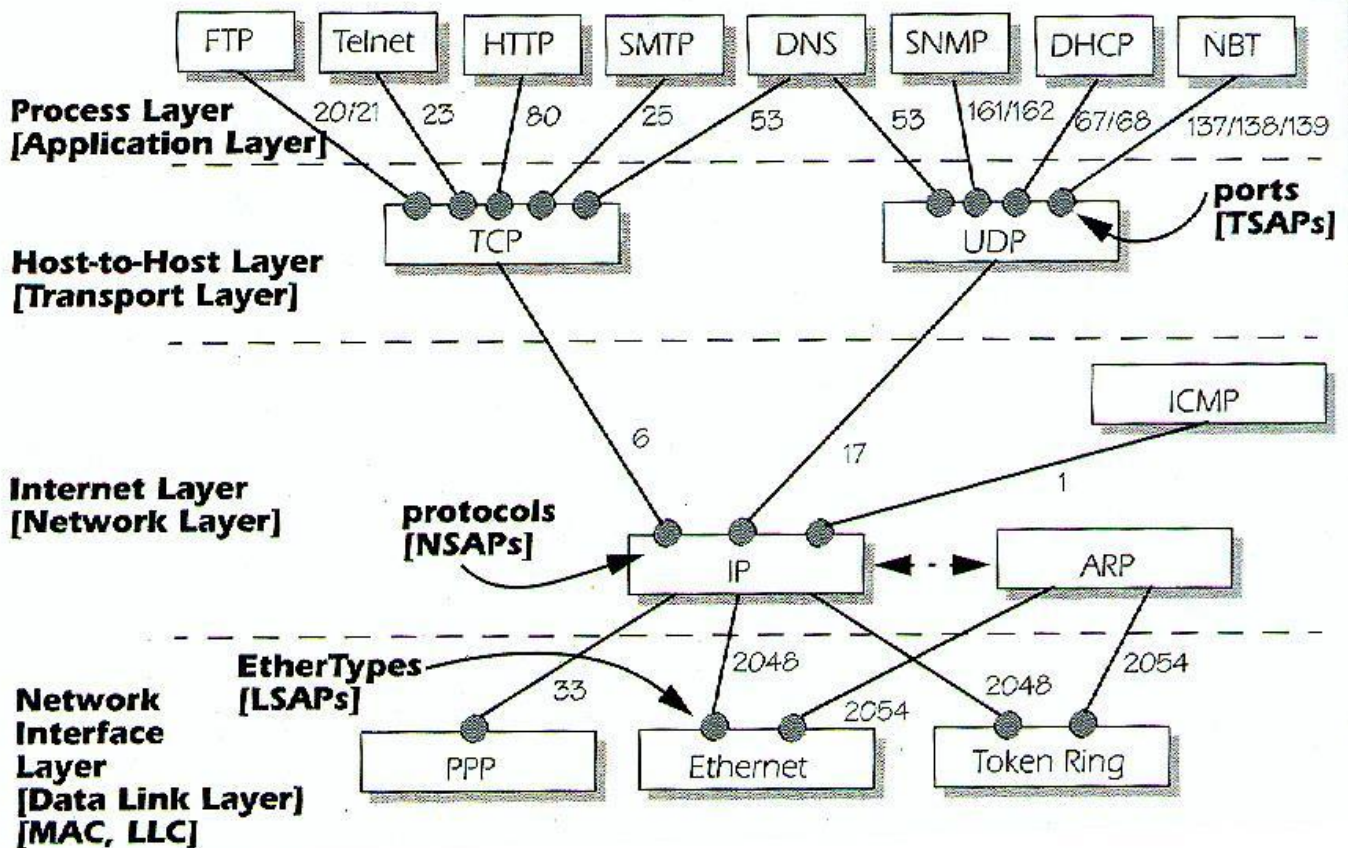 FTP
Telnet
HTTP
SMTP
DNS
SNMP
DHCP
NBT
Process Layer
[Application Layer]
20/21
23
80
25
53
53
161/162
67/68
137/138/139
ports
[TSAPs]
TCP
UDP
Host-to-Host Layer
[Transport Layer]
ICMP
6
17
1
Internet Layer
[Network Layer]
protocols
[NSAPs]
IP
ARP
EtherTypes
[LSAPs]
33
2048
2054
2048
2054
Network
Interface
Layer
[Data Link Layer]
[MAC, LLC]
PPP
Ethernet
Token Ring